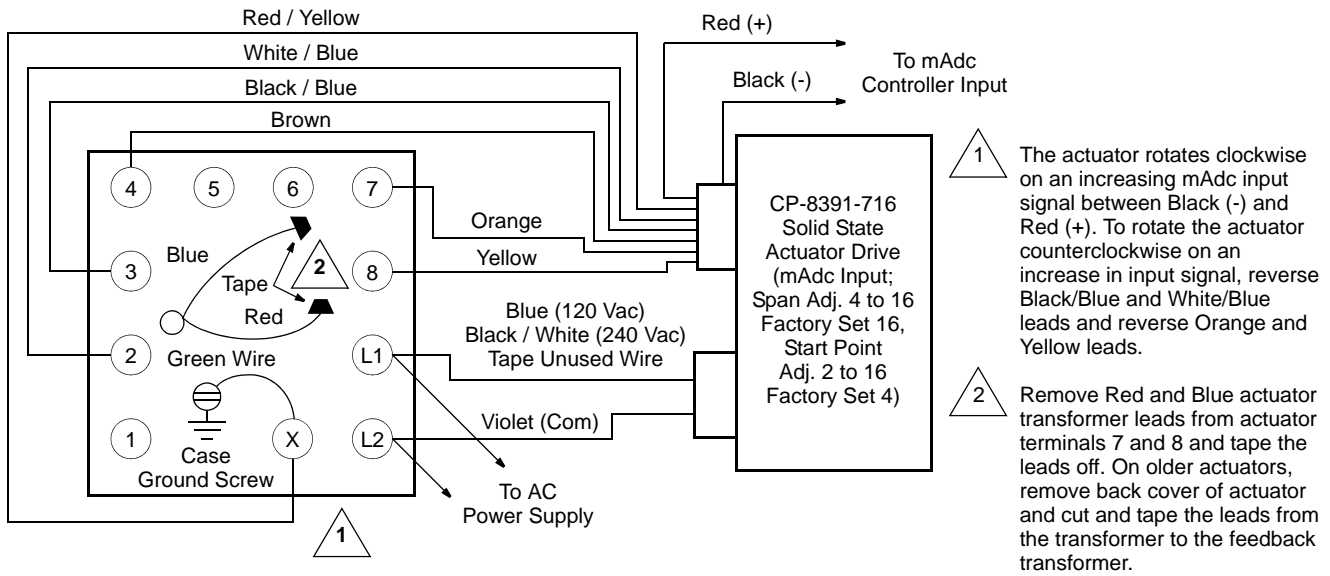 Red / Yellow
White / Blue
Black / Blue
Brown
Red (+)
Black (-)
To mAdc
Controller Input
4
5
6
7
3
8
2
L1
1
X
L2
Blue
Tape
2
Red
Green Wire
Case
Ground Screw
1
Orange
Yellow
Blue (120 Vac)
Black / White (240 Vac)
Tape Unused Wire
Violet (Com)
To AC
Power Supply
CP-8391-716
Solid State
Actuator Drive
(mAdc Input;
Span Adj. 4 to 16
Factory Set 16,
Start Point
Adj. 2 to 16
Factory Set 4)
1
The actuator rotates clockwise
on an increasing mAdc input
signal between Black (-) and
Red (+). To rotate the actuator
counterclockwise on an
increase in input signal, reverse
Black/Blue and White/Blue
leads and reverse Orange and
Yellow leads.
2
Remove Red and Blue actuator
transformer leads from actuator
terminals 7 and 8 and tape the
leads off. On older actuators,
remove back cover of actuator
and cut and tape the leads from
the transformer to the feedback
transformer.